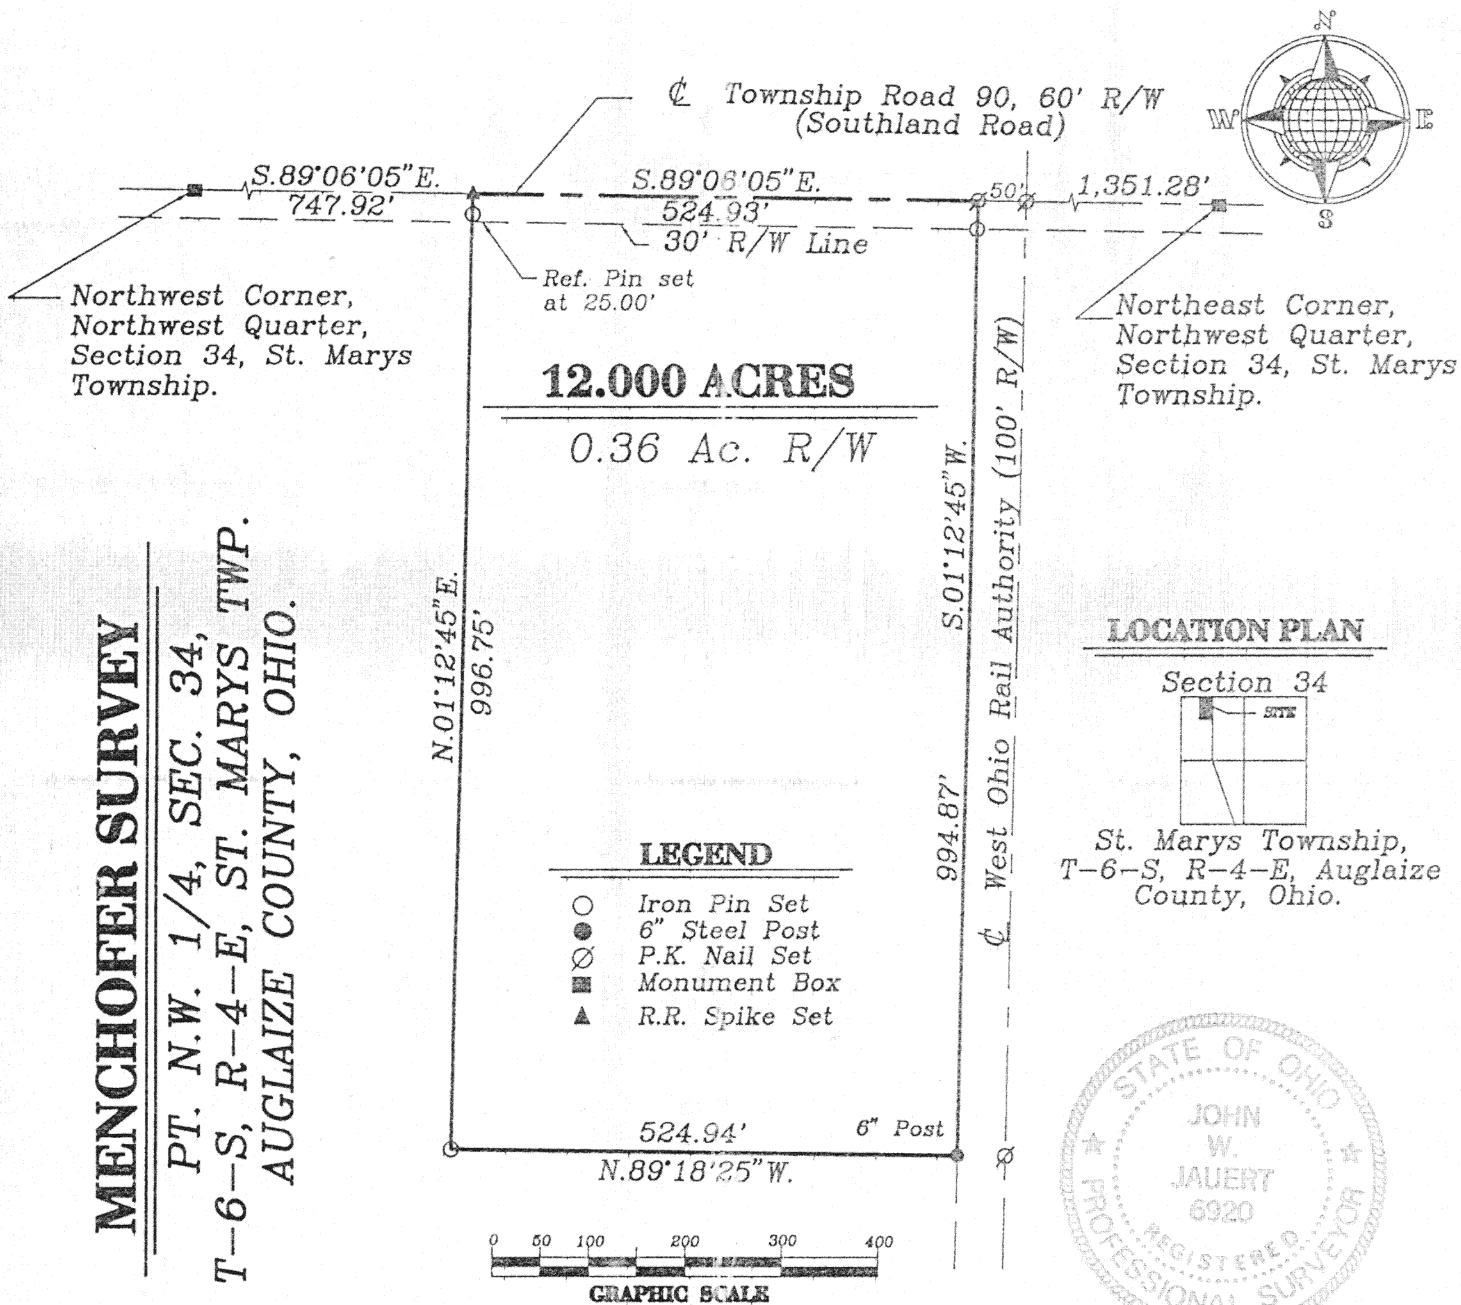 N
W
E
S
℄ Township Road 90, 60' R/W
(Southland Road)
S.89°06'05"E.
747.92'
S.89°06'05"E.
524.93'
50'
1,351.28'
30' R/W Line
Ref. Pin set
at 25.00'
Northwest Corner,
Northwest Quarter,
Section 34, St. Marys
Township.
Northeast Corner,
Northwest Quarter,
Section 34, St. Marys
Township.
12.000 ACRES
0.36 Ac. R/W
N.01°12'45"E.
996.75'
S.01°12'45"W.
994.87'
℄ West Ohio Rail Authority (100' R/W)
MENCHOFER SURVEY
PT. N.W. 1/4, SEC. 34,
T-6-S, R-4-E, ST. MARYS TWP.
AUGLAIZE COUNTY, OHIO.
LOCATION PLAN
Section 34
SITE
St. Marys Township,
T-6-S, R-4-E, Auglaize
County, Ohio.
LEGEND
Iron Pin Set
6" Steel Post
P.K. Nail Set
Monument Box
R.R. Spike Set
524.94'
6" Post
N.89°18'25"W.
0 50 100 200 300 400
GRAPHIC SCALE
STATE OF OHIO
JOHN
W.
JAUERT
6920
REGISTERED
PROFESSIONAL SURVEYOR